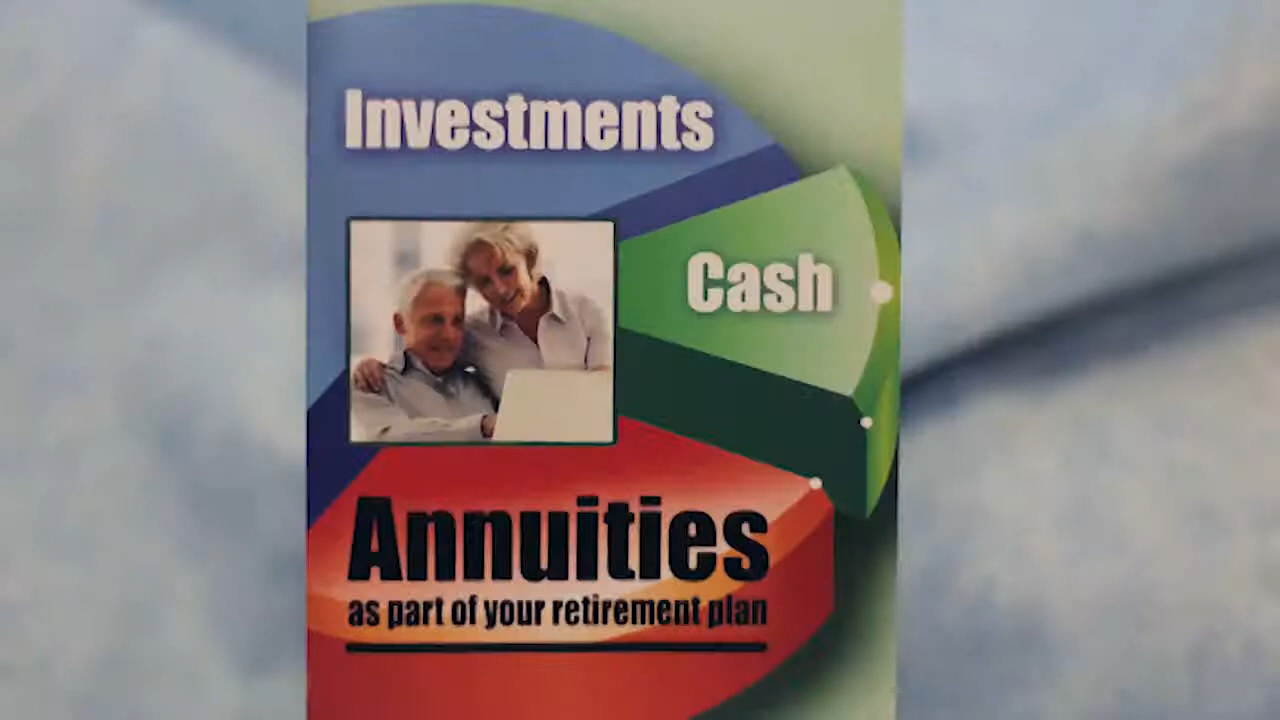 Investments
Cash
Annuities
as part of your retirement plan